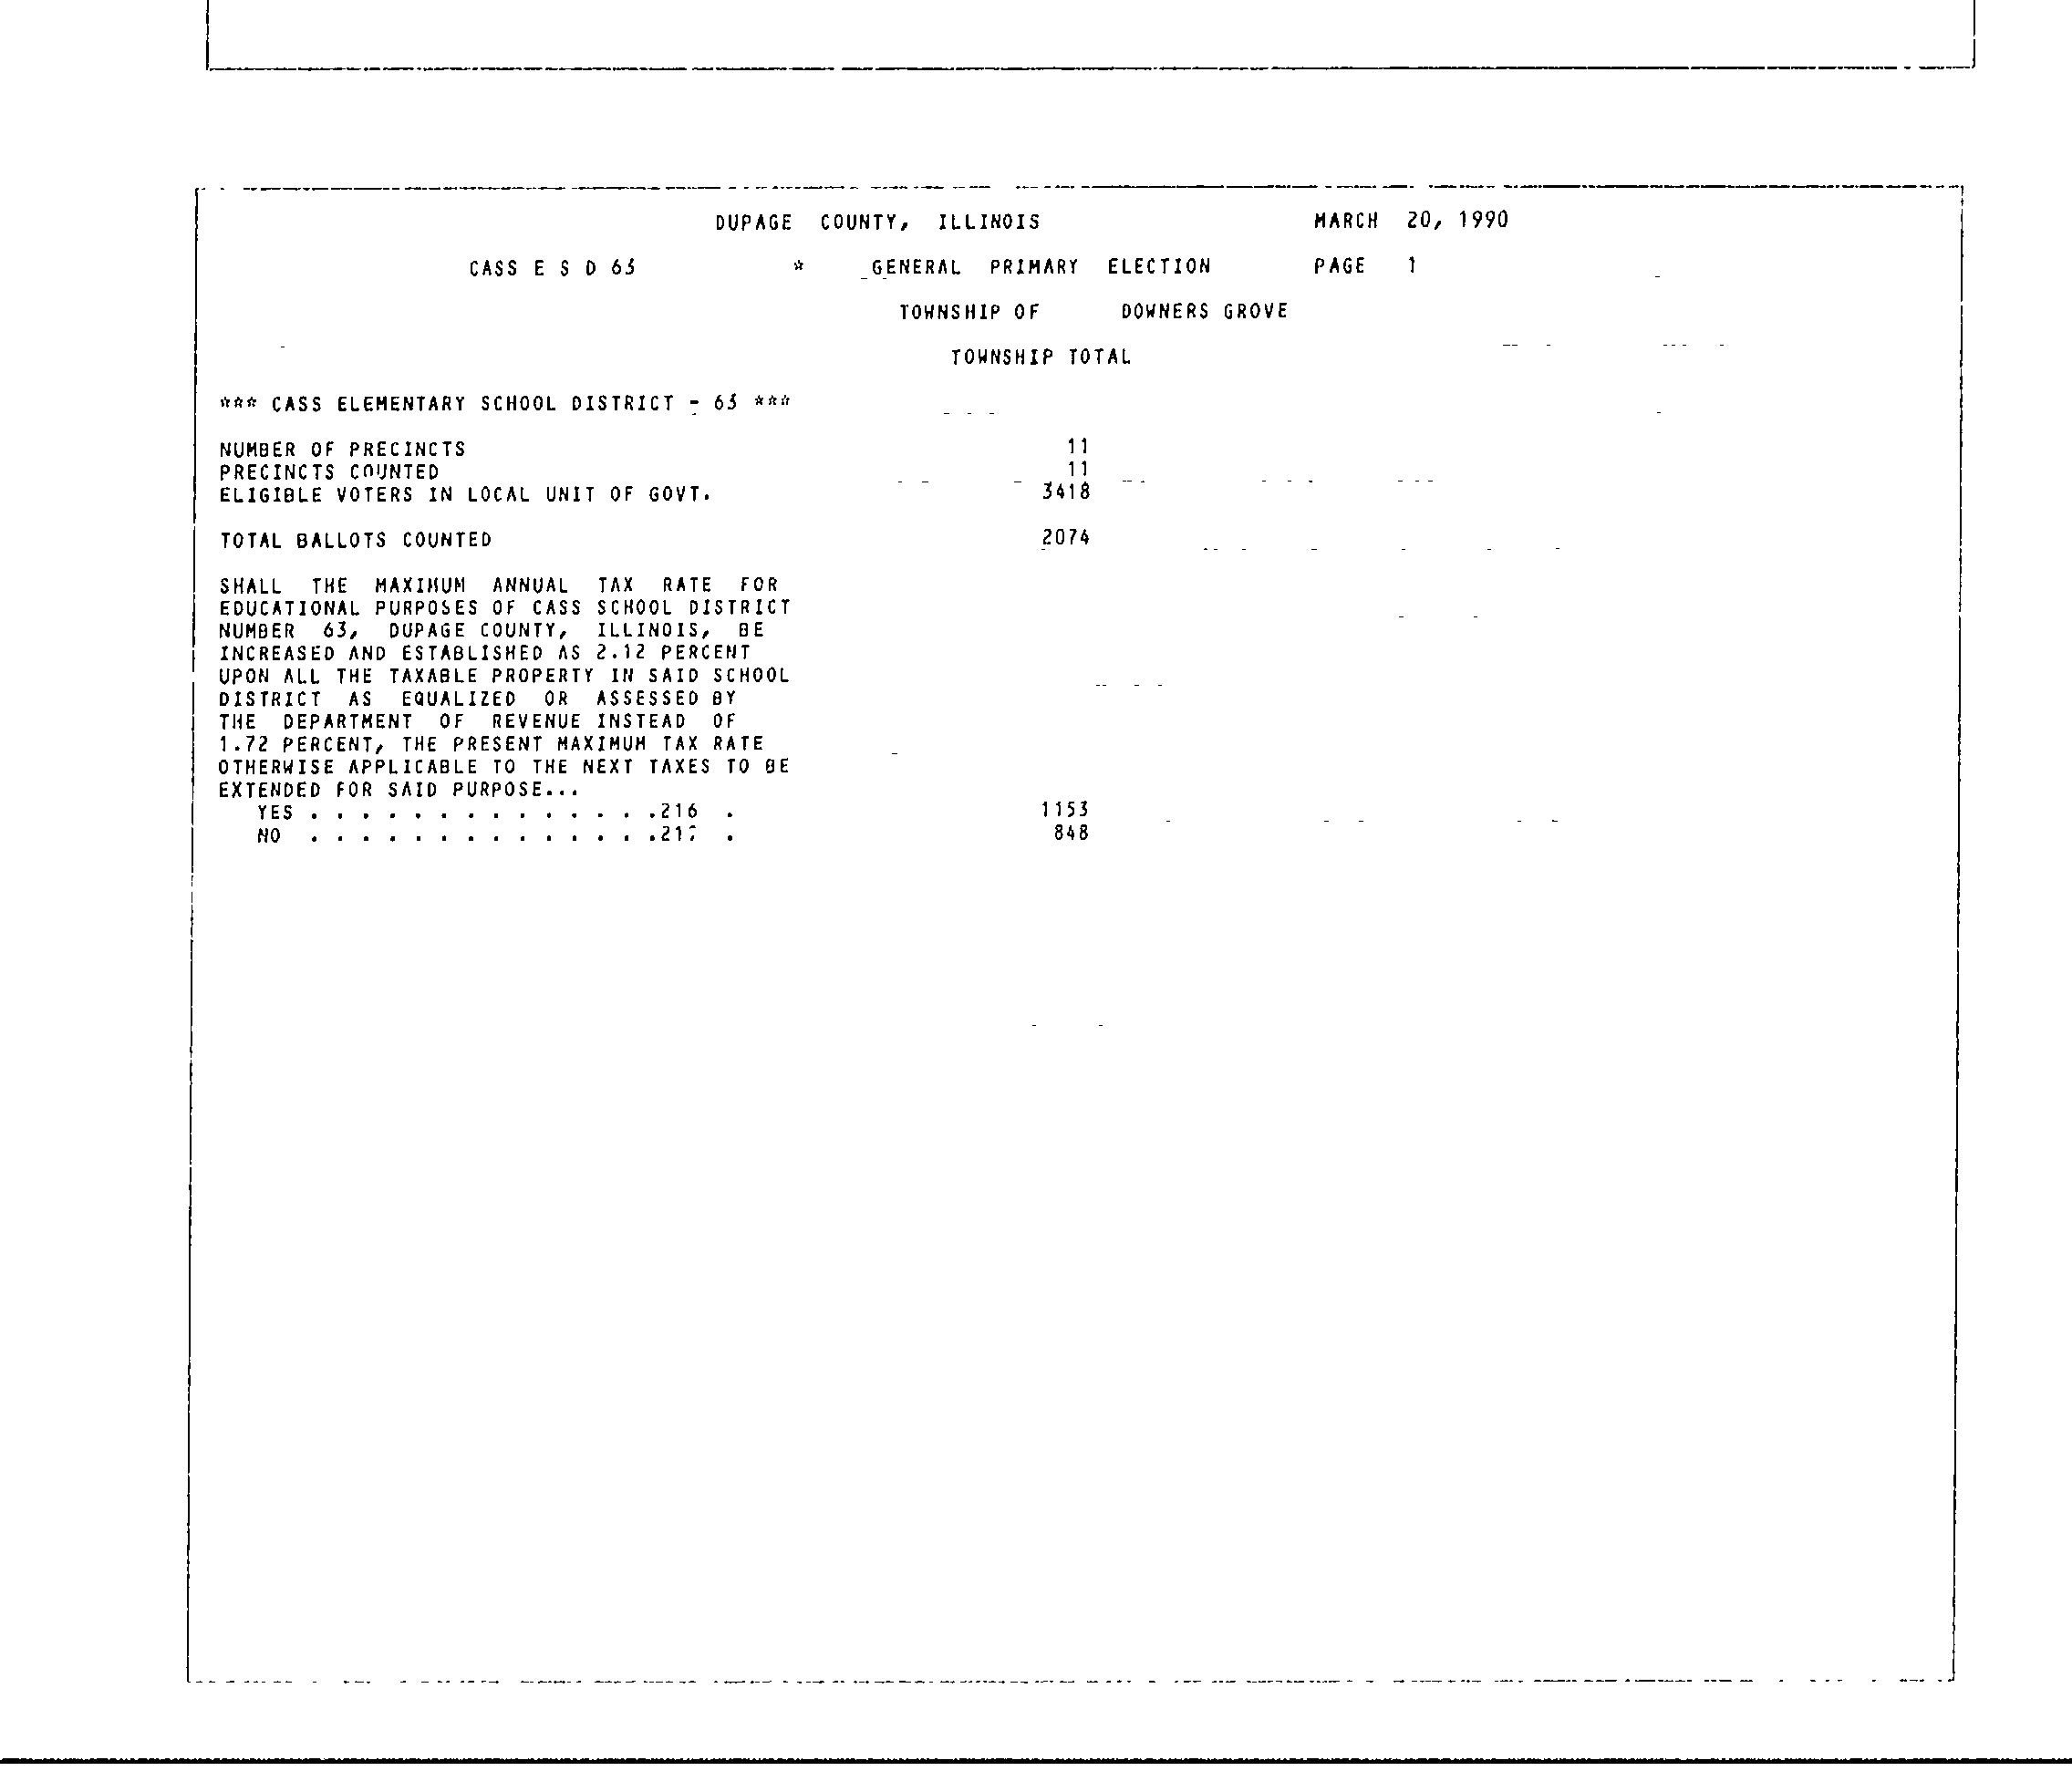 DUPAGE COUNTY, ILLINOIS MARCH 20, 1990
CASS E S D 63 * GENERAL PRIMARY ELECTION PAGE 1
TOWNSHIP OF DOWNERS GROVE
TOWNSHIP TOTAL
*** CASS ELEMENTARY SCHOOL DISTRICT - 63 ***
NUMBER OF PRECINCTS 11
PRECINCTS COUNTED 11
ELIGIBLE VOTERS IN LOCAL UNIT OF GOVT. 3418
TOTAL BALLOTS COUNTED 2074
SHALL THE MAXIMUM ANNUAL TAX RATE FOR
EDUCATIONAL PURPOSES OF CASS SCHOOL DISTRICT
NUMBER 63, DUPAGE COUNTY, ILLINOIS, BE
INCREASED AND ESTABLISHED AS 2.12 PERCENT
UPON ALL THE TAXABLE PROPERTY IN SAID SCHOOL
DISTRICT AS EQUALIZED OR ASSESSED BY
THE DEPARTMENT OF REVENUE INSTEAD OF
1.72 PERCENT, THE PRESENT MAXIMUM TAX RATE
OTHERWISE APPLICABLE TO THE NEXT TAXES TO BE
EXTENDED FOR SAID PURPOSE...
YES . . . . . . . . . . . . . .216 . 1153
NO . . . . . . . . . . . . . .217 . 848